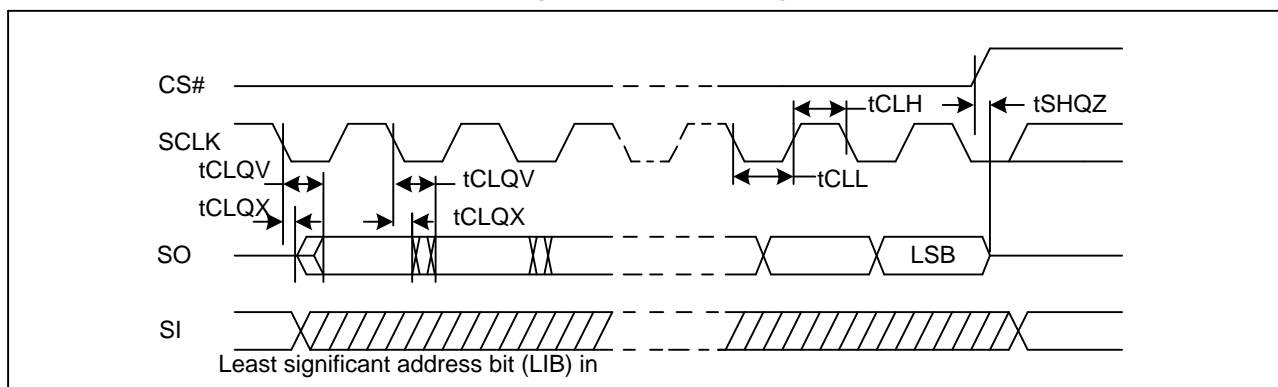 CS#
tCLH
tSHQZ
SCLK
tCLQV
tCLQV
tCLL
tCLQX
tCLQX
SO
LSB
SI
Least significant address bit (LIB) in